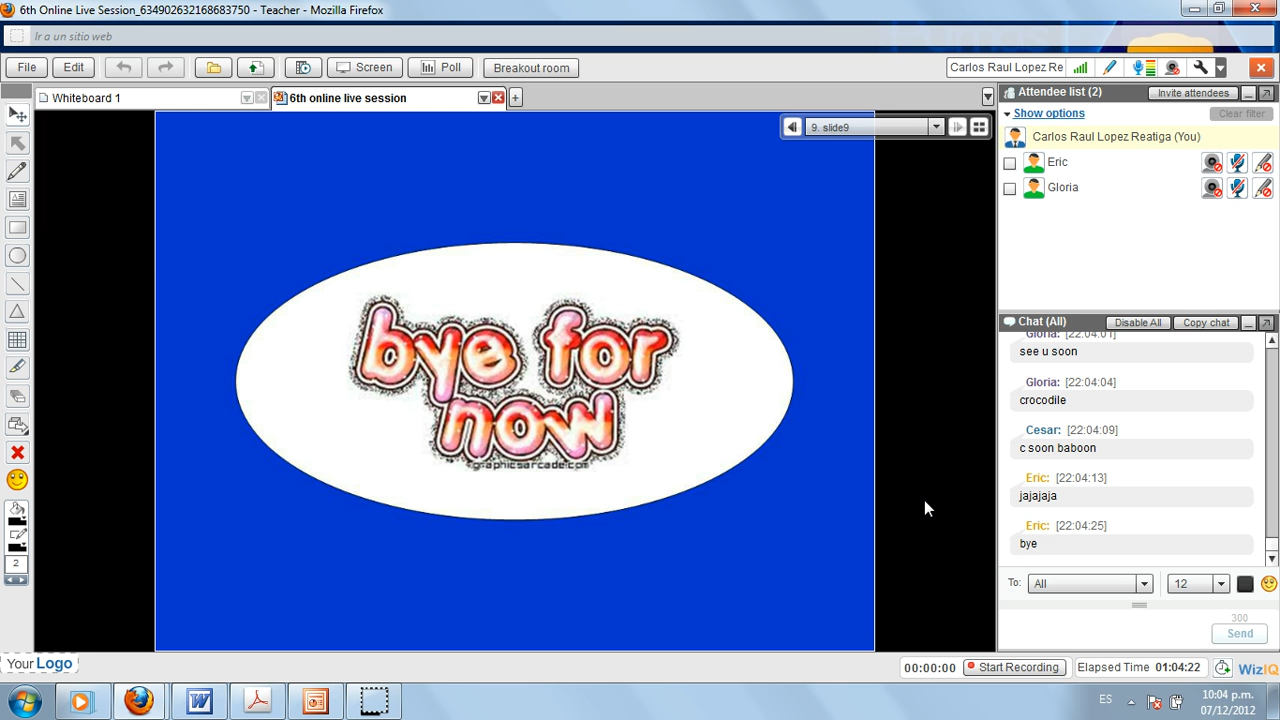 6th Online Live Session_634902632168683750 - Teacher - Mozilla Firefox
Ir a un sitio web
File
Edit
Screen
Poll
Breakout room
Carlos Raul Lopez Re
Whiteboard 1
6th online live session
Attendee list (2)
Invite attendees
Show options
Clear filter
9. slide9
Carlos Raul Lopez Reatiga (You)
Eric
Gloria
bye for
now
graphicsarcade.com
Chat (All)
Disable All
Copy chat
Gloria: [22:04:01]
see u soon
Gloria: [22:04:04]
crocodile
Cesar: [22:04:09]
c soon baboon
Eric: [22:04:13]
jajajaja
Eric: [22:04:25]
bye
2
To:
All
12
300
Send
Your Logo
00:00:00
Start Recording
Elapsed Time 01:04:22
WizIQ
ES
10:04 p.m.
07/12/2012